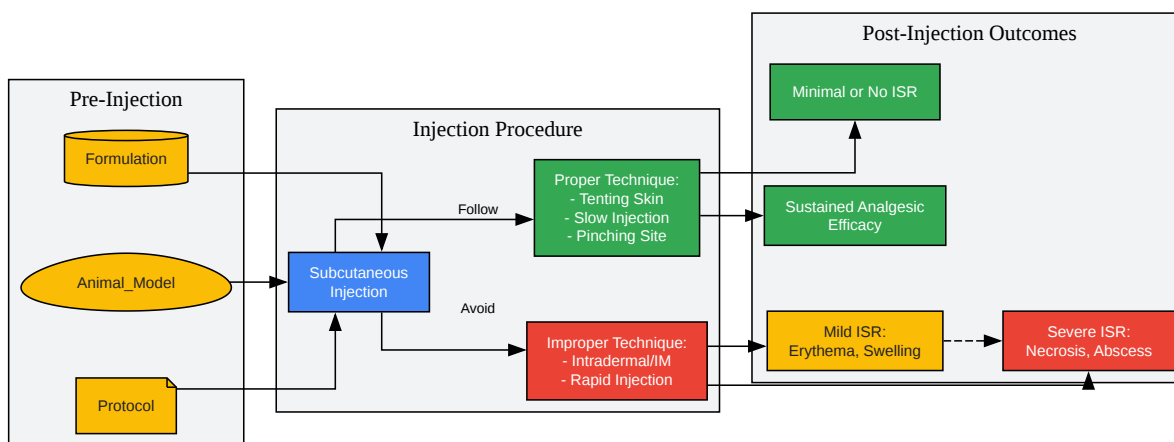 Pre-Injection
Formulation
Animal_Model
Protocol
Injection Procedure
Subcutaneous
Injection
Follow
Avoid
Proper Technique:
- Tenting Skin
- Slow Injection
- Pinching Site
Improper Technique:
- Intradermal/IM
- Rapid Injection
Post-Injection Outcomes
Minimal or No ISR
Sustained Analgesic
Efficacy
Mild ISR:
Erythema, Swelling
Severe ISR:
Necrosis, Abscess